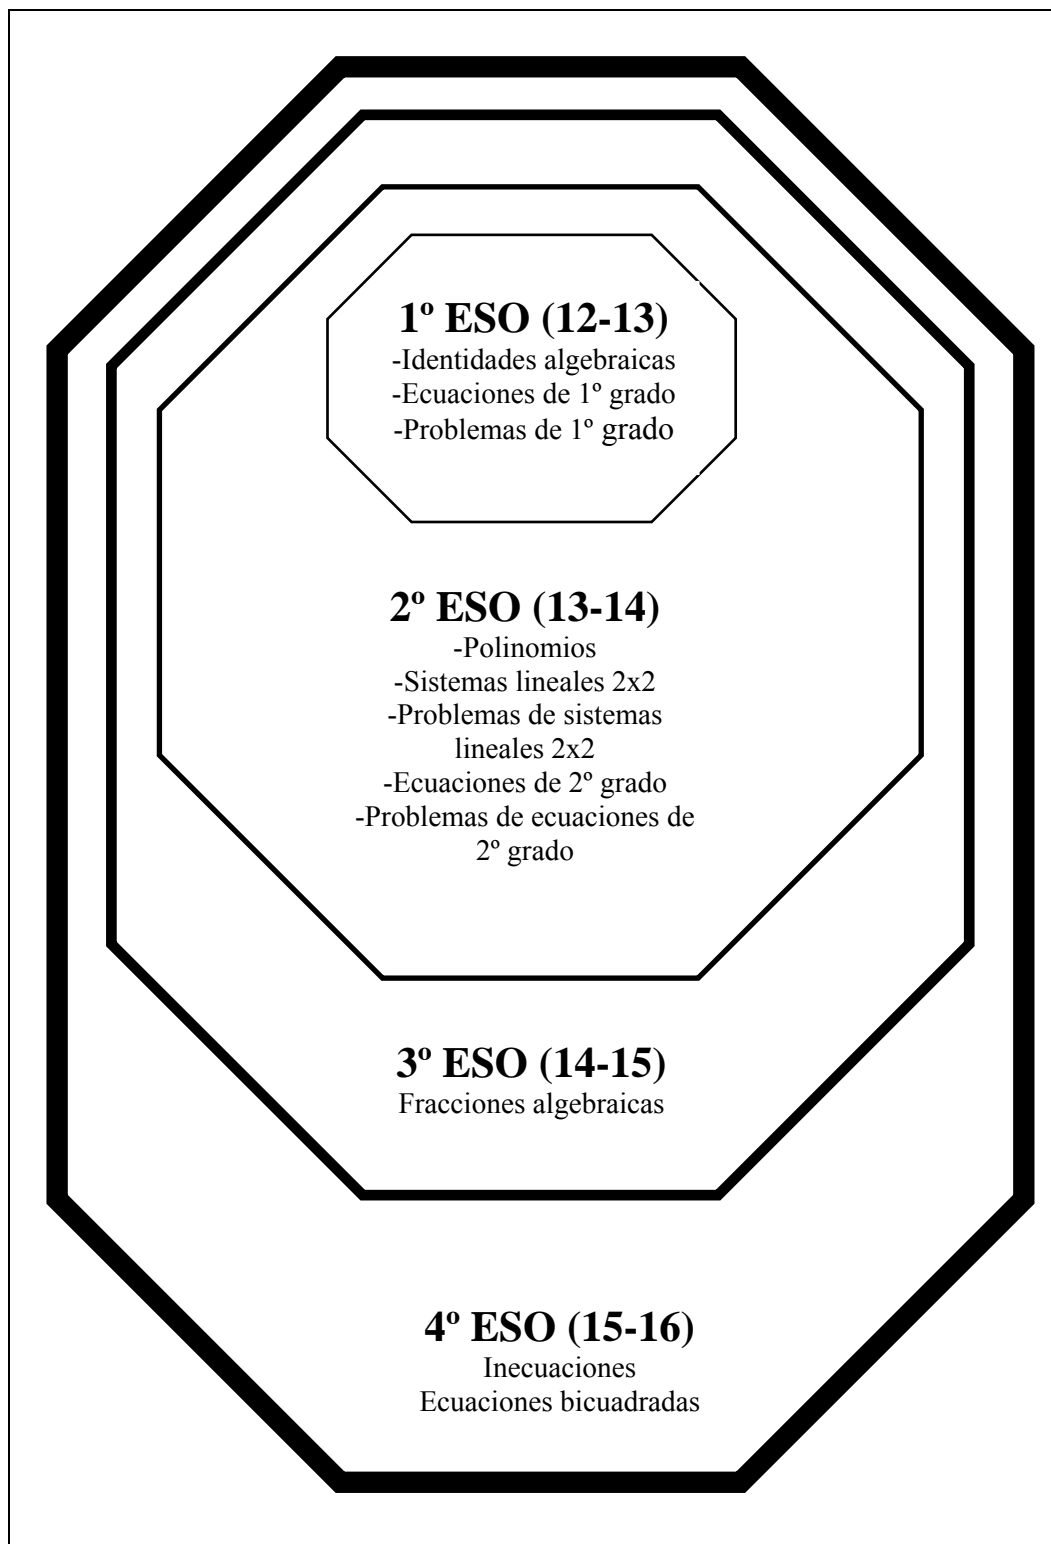 1º ESO (12-13)
-Identidades algebraicas
-Ecuaciones de 1º grado
-Problemas de 1º grado
2º ESO (13-14)
-Polinomios
-Sistemas lineales 2x2
-Problemas de sistemas
lineales 2x2
-Ecuaciones de 2º grado
-Problemas de ecuaciones de
2º grado
3º ESO (14-15)
Fracciones algebraicas
4º ESO (15-16)
Inecuaciones
Ecuaciones bicuadradas